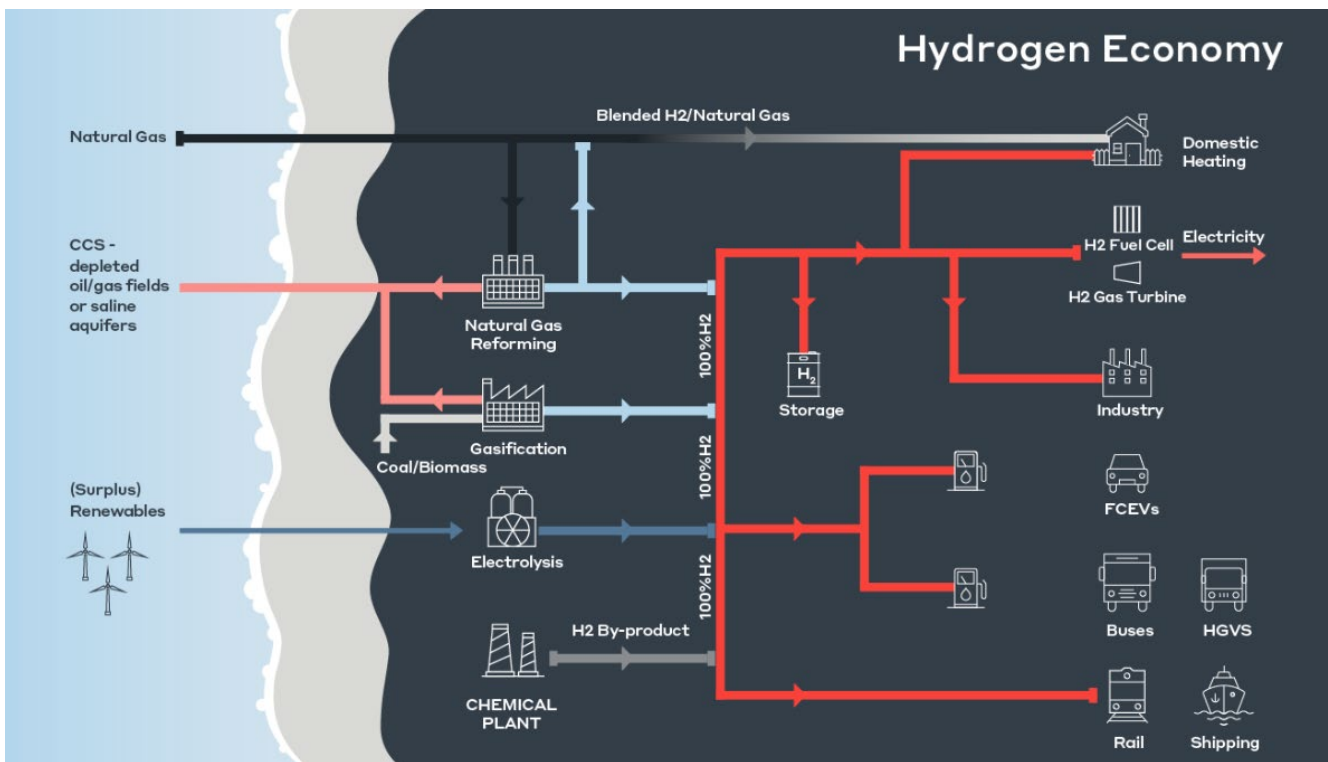 Hydrogen Economy
Blended H2/Natural Gas
Natural Gas
Domestic
Heating
CCS -
depleted
oil/gas fields
or saline
aquifers
H2 Fuel Cell
Electricity
H2 Gas Turbine
Natural Gas
Reforming
100%H2
H2
Storage
Industry
Gasification
Coal/Biomass
100%H2
(Surplus)
Renewables
FCEVs
Electrolysis
100%H2
H2 By-product
Buses
HGVS
CHEMICAL
PLANT
Rail
Shipping